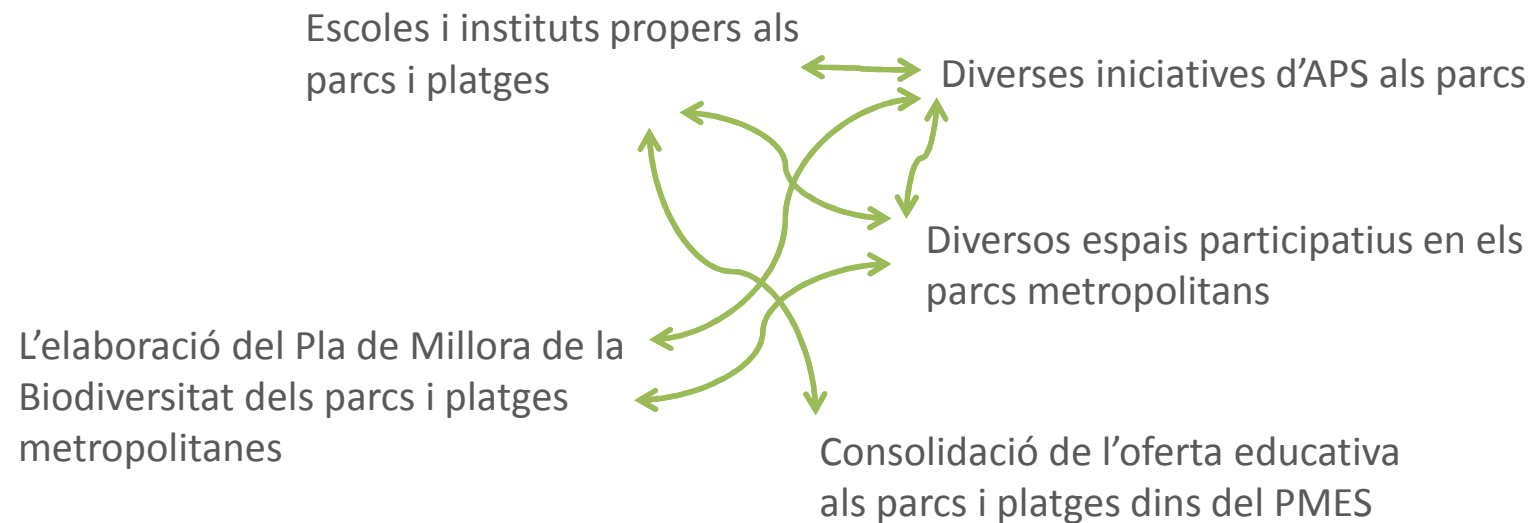 Escoles i instituts propers als
parcs i platges
Diverses iniciatives d’APS als parcs
Diversos espais participatius en els
parcs metropolitans
L’elaboració del Pla de Millora de la
Biodiversitat dels parcs i platges
metropolitanes
Consolidació de l’oferta educativa
als parcs i platges dins del PMES